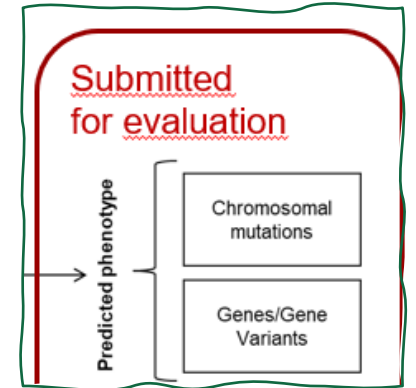 Submitted
for evaluation
Predicted phenotype
Chromosomal
mutations
Genes/Gene
Variants